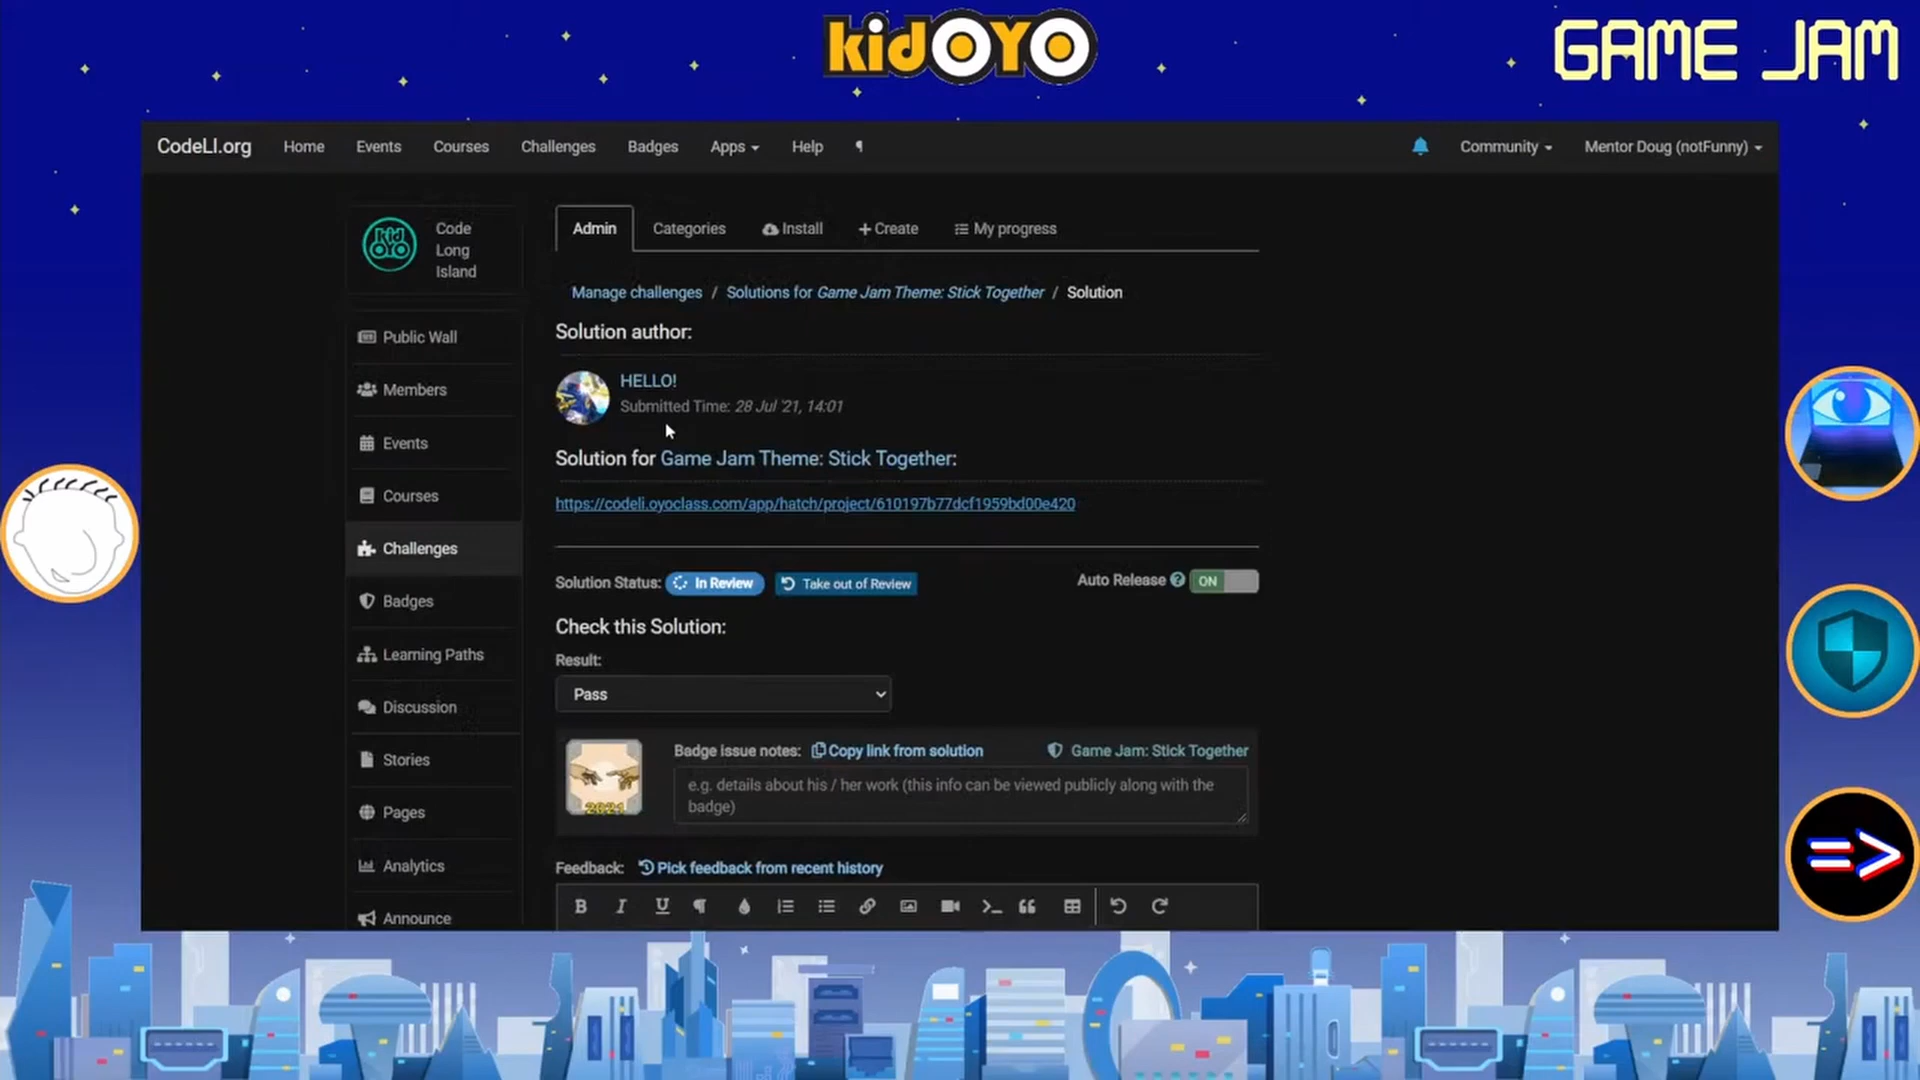 kidOYO
GAME JAM
CodeLI.org Home Events Courses Challenges Badges Apps Help ¶ Community Mentor Doug (notFunny)
kid
OYO
Code
Long
Island
Admin Categories Install + Create My progress
Manage challenges / Solutions for Game Jam Theme: Stick Together / Solution
Solution author:
HELLO!
Submitted Time: 28 Jul '21, 14:01
Solution for Game Jam Theme: Stick Together:
https://codeli.oyoclass.com/app/hatch/project/610197b77dcf1959bd00e420
Public Wall
Members
Events
Courses
Challenges
Badges
Learning Paths
Discussion
Stories
Pages
Analytics
Announce
Solution Status: In Review Take out of Review Auto Release ? ON
Check this Solution:
Result:
Pass
2021
Badge issue notes: Copy link from solution Game Jam: Stick Together
e.g. details about his / her work (this info can be viewed publicly along with the
badge)
Feedback: Pick feedback from recent history
B I U ¶
=>